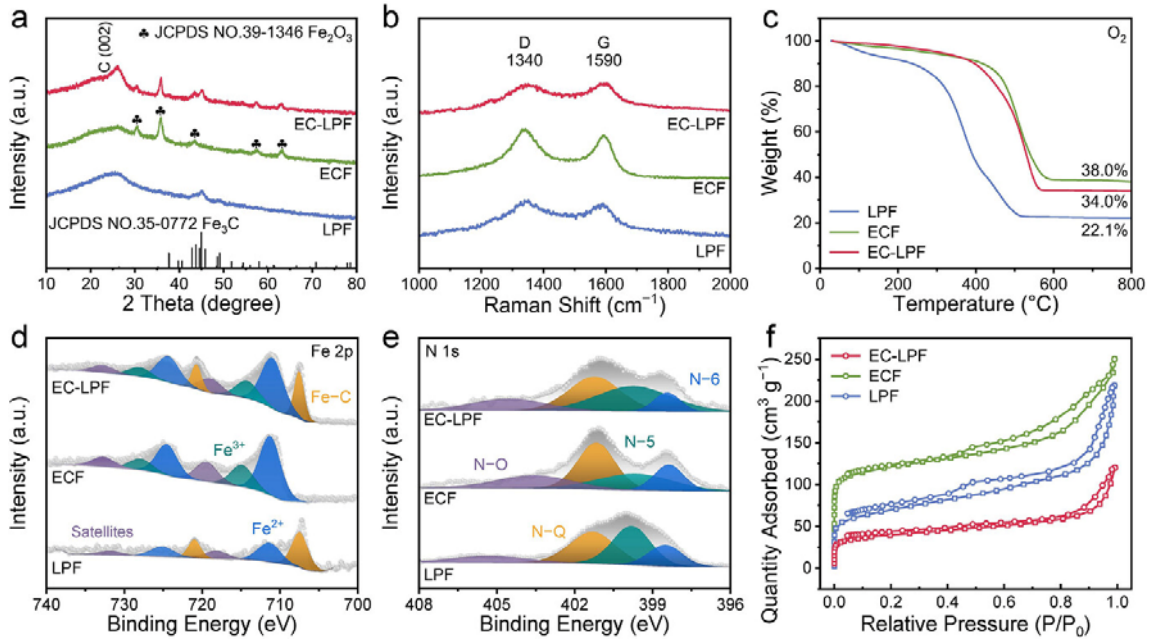 a
♣ JCPDS NO.39-1346 Fe₂O₃
C (002)
EC-LPF
ECF
LPF
JCPDS NO.35-0772 Fe₃C
Intensity (a.u.)
10 20 30 40 50 60 70 80
2 Theta (degree)
b
D
1340
G
1590
EC-LPF
ECF
LPF
Intensity (a.u.)
1000 1200 1400 1600 1800 2000
Raman Shift (cm⁻¹)
c
O₂
100
80
60
40
20
0
Weight (%)
38.0%
34.0%
22.1%
LPF
ECF
EC-LPF
0 200 400 600 800
Temperature (°C)
d
Fe 2p
EC-LPF
Fe−C
Fe³⁺
ECF
Satellites
Fe²⁺
LPF
Intensity (a.u.)
740 730 720 710 700
Binding Energy (eV)
e
N 1s
N−6
EC-LPF
N−5
N−O
ECF
N−Q
LPF
Intensity (a.u.)
408 405 402 399 396
Binding Energy (eV)
f
EC-LPF
ECF
LPF
250
200
150
100
50
0
Quantity Adsorbed (cm³ g⁻¹)
0.0 0.2 0.4 0.6 0.8 1.0
Relative Pressure (P/P₀)